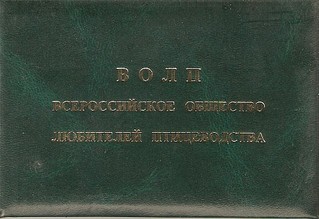 ВОЛП
ВСЕРОССИЙСКОЕ ОБЩЕСТВО
ЛЮБИТЕЛЕЙ ПТИЦЕВОДСТВА